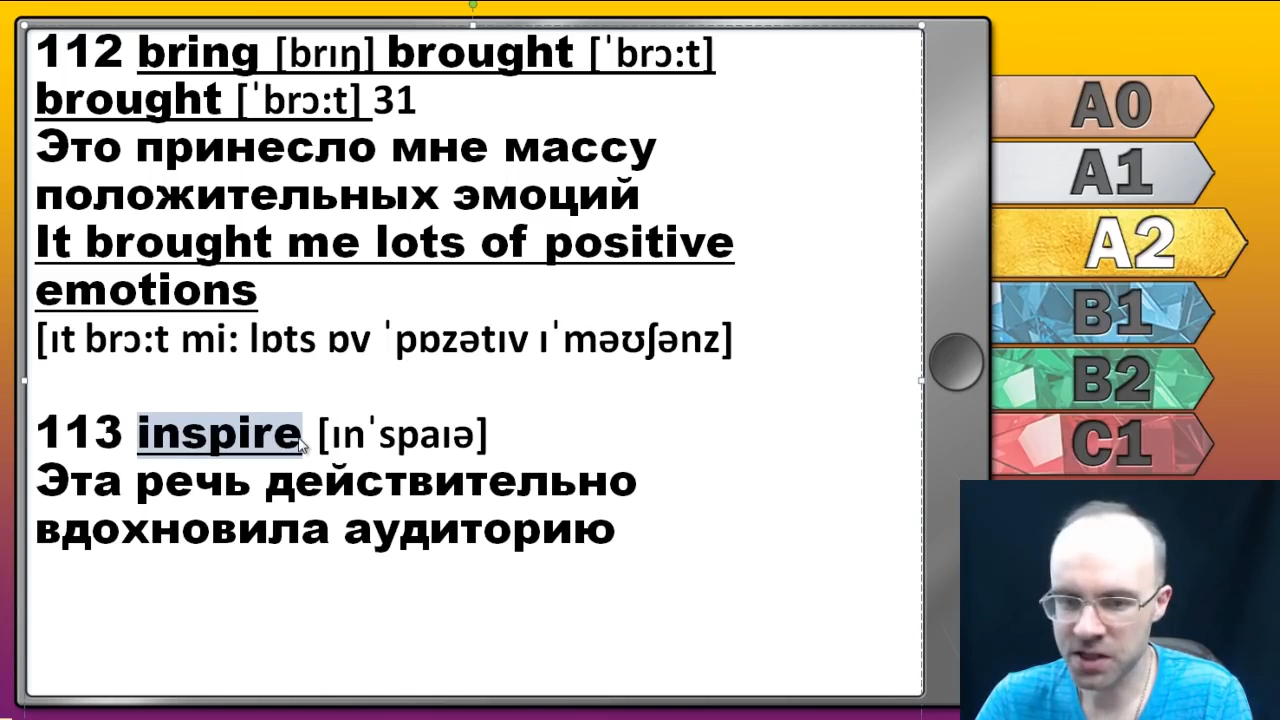 112 bring [brɪŋ] brought [ˈbrɔ:t]
brought [ˈbrɔ:t] 31
Это принесло мне массу
положительных эмоций
It brought me lots of positive
emotions
[ɪt brɔ:t mi: lɒts ɒv ˈpɒzətɪv ɪˈməʊʃənz]
113 inspire [ɪnˈspaɪə]
Эта речь действительно
вдохновила аудиторию
A0
A1
A2
B1
B2
C1